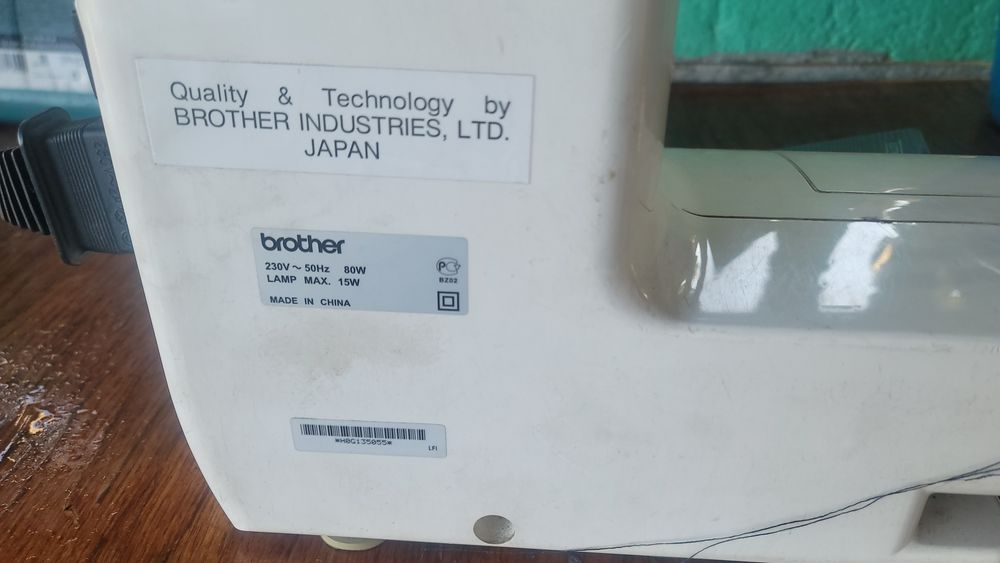 Quality & Technology by
BROTHER INDUSTRIES, LTD.
JAPAN
brother
230V ~ 50Hz 80W
LAMP MAX. 15W
MADE IN CHINA
BZ02
*H0G135055*
LFI